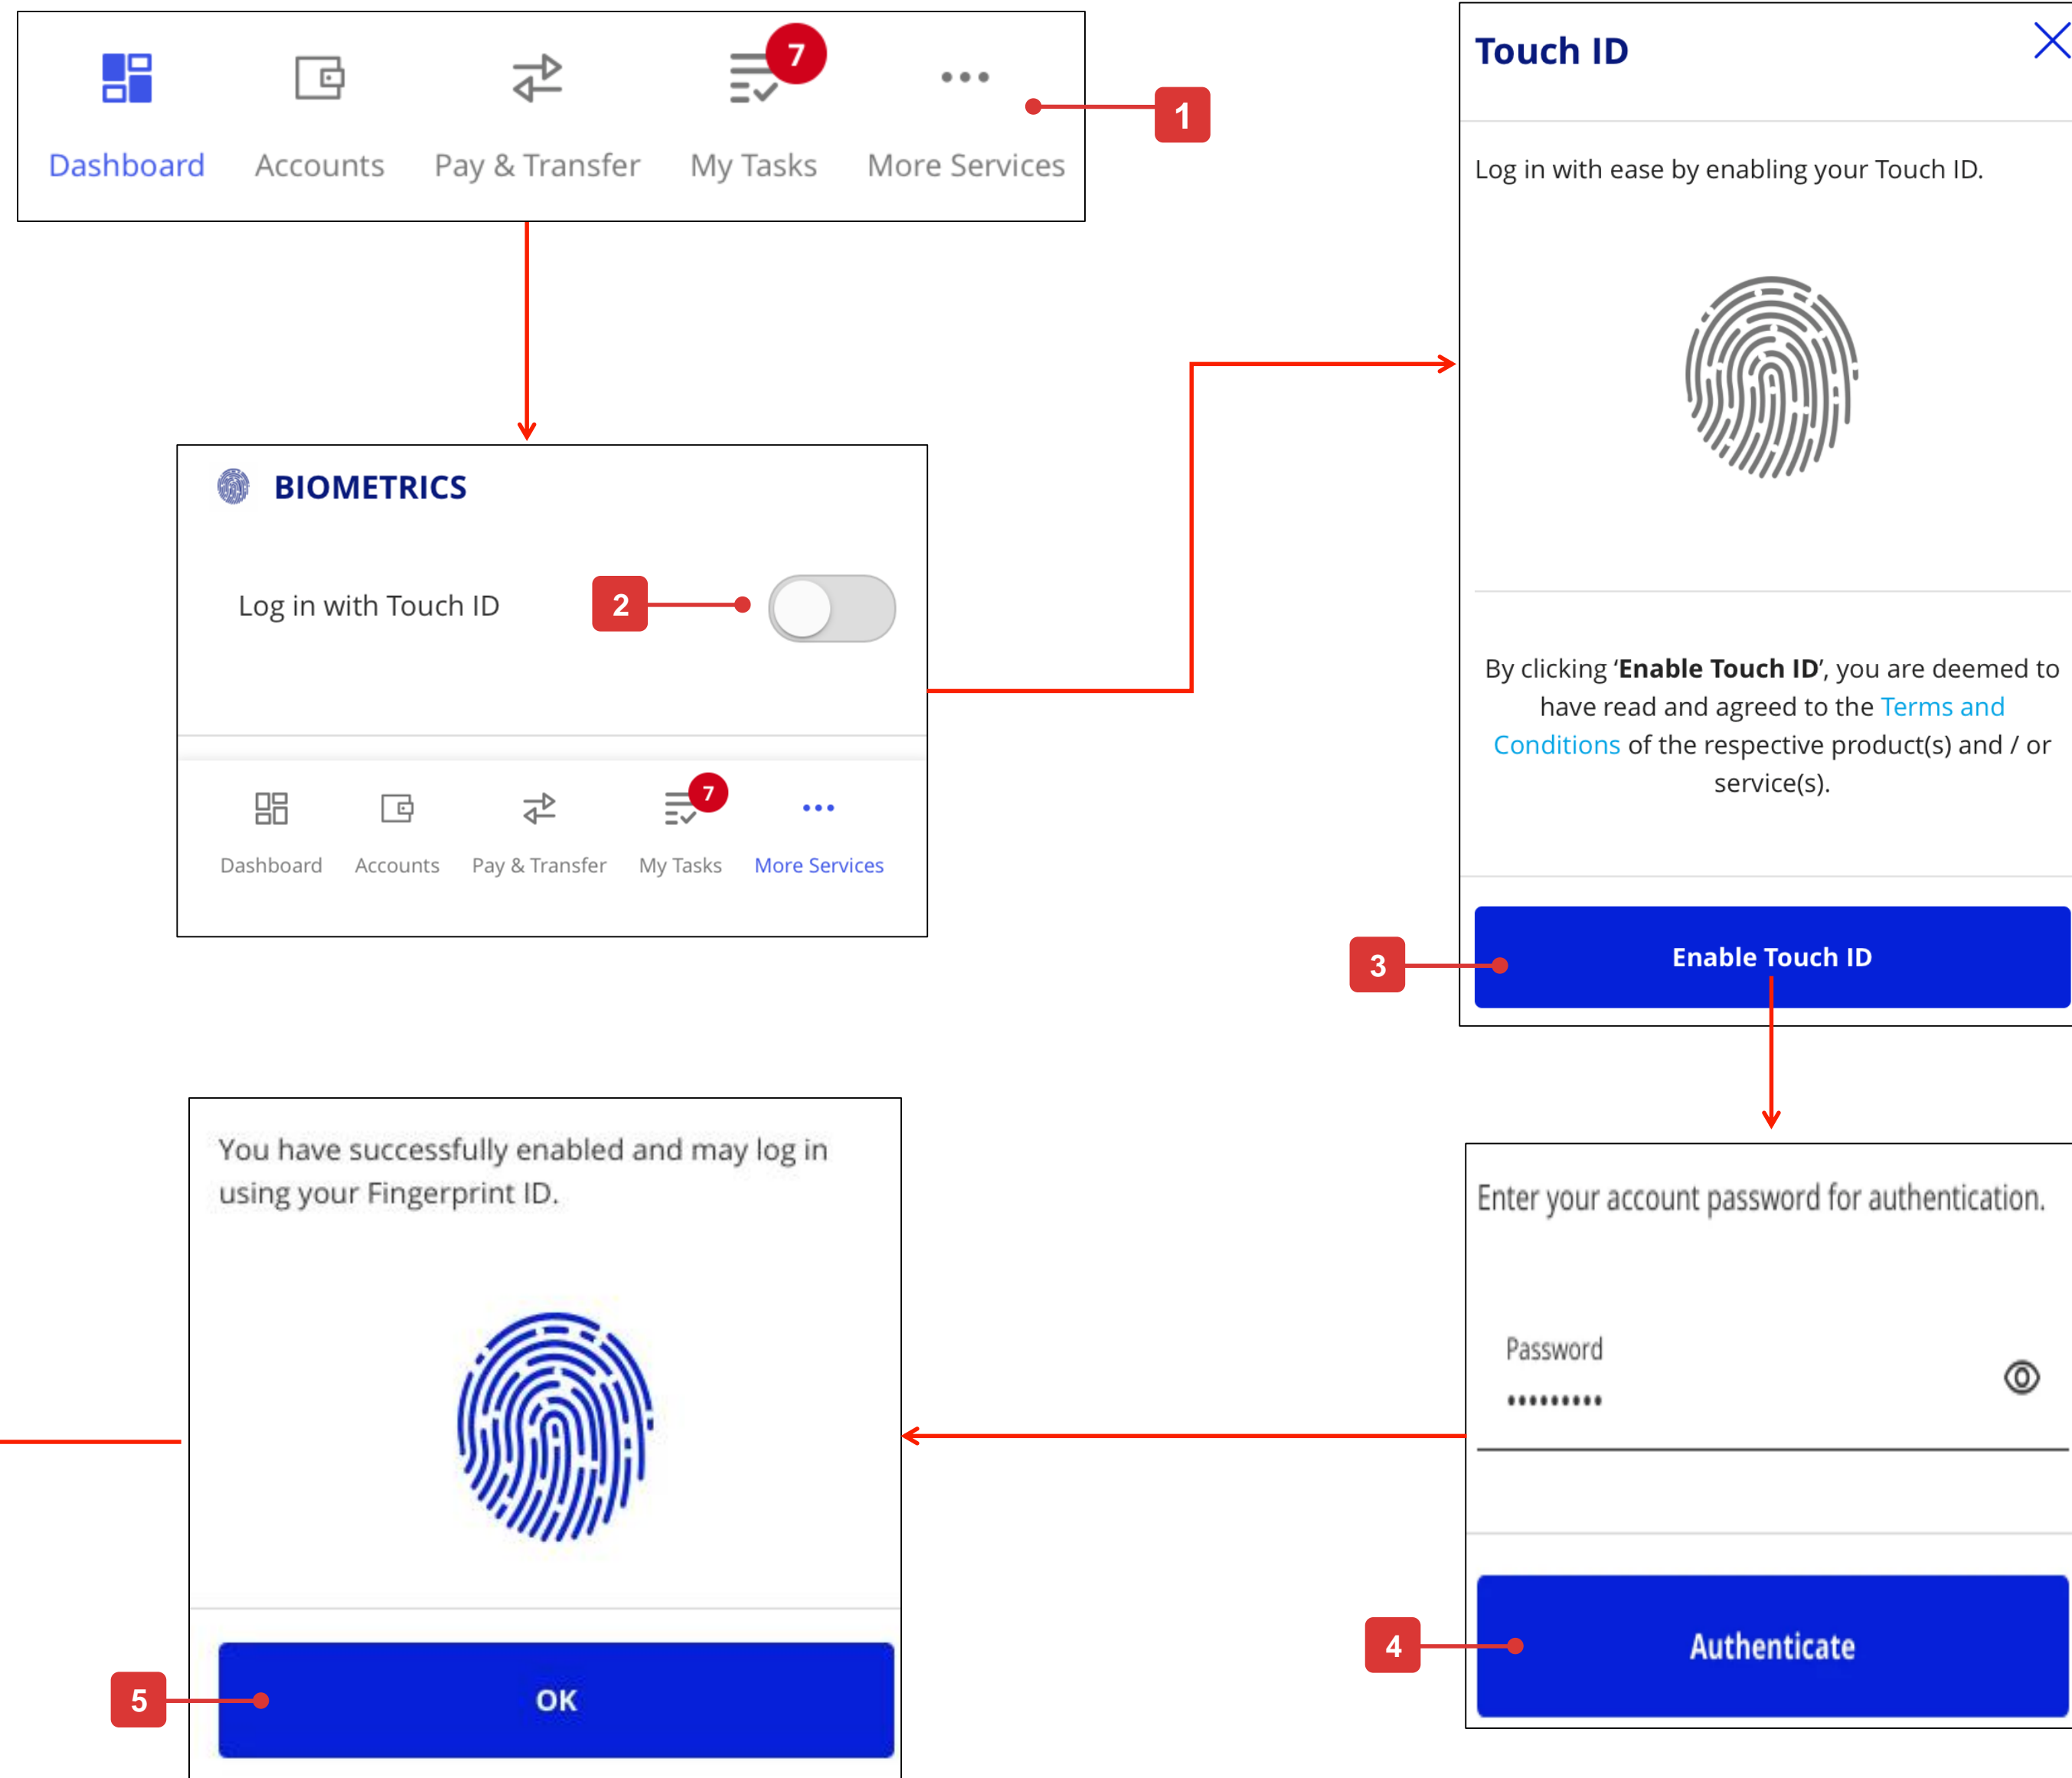 7
Dashboard Accounts Pay & Transfer My Tasks More Services
1
BIOMETRICS
Log in with Touch ID
2
7
Dashboard Accounts Pay & Transfer My Tasks More Services
Touch ID
Log in with ease by enabling your Touch ID.
By clicking ‘Enable Touch ID’, you are deemed to
have read and agreed to the Terms and
Conditions of the respective product(s) and / or
service(s).
3
Enable Touch ID
Enter your account password for authentication.
Password
•••••••••
4
Authenticate
You have successfully enabled and may log in
using your Fingerprint ID.
5
OK